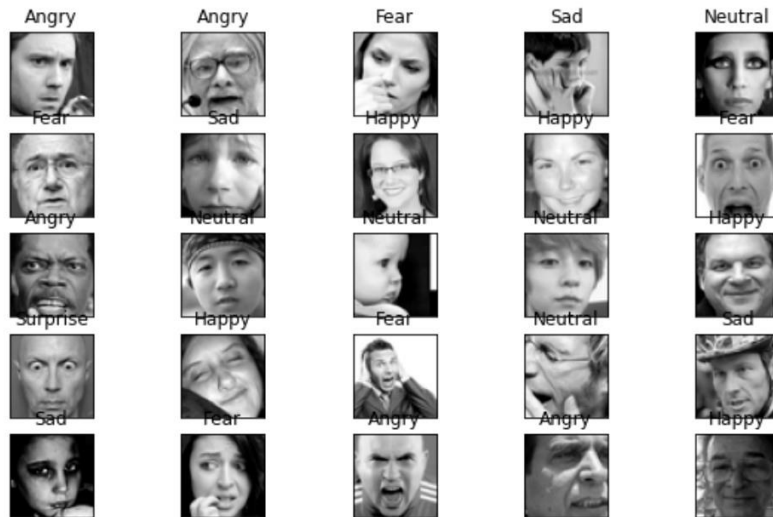 Angry Angry Fear Sad Neutral
Fear Sad Happy Happy Fear
Angry Neutral Neutral Neutral Happy
Surprise Happy Fear Neutral Sad
Sad Fear Angry Angry Happy